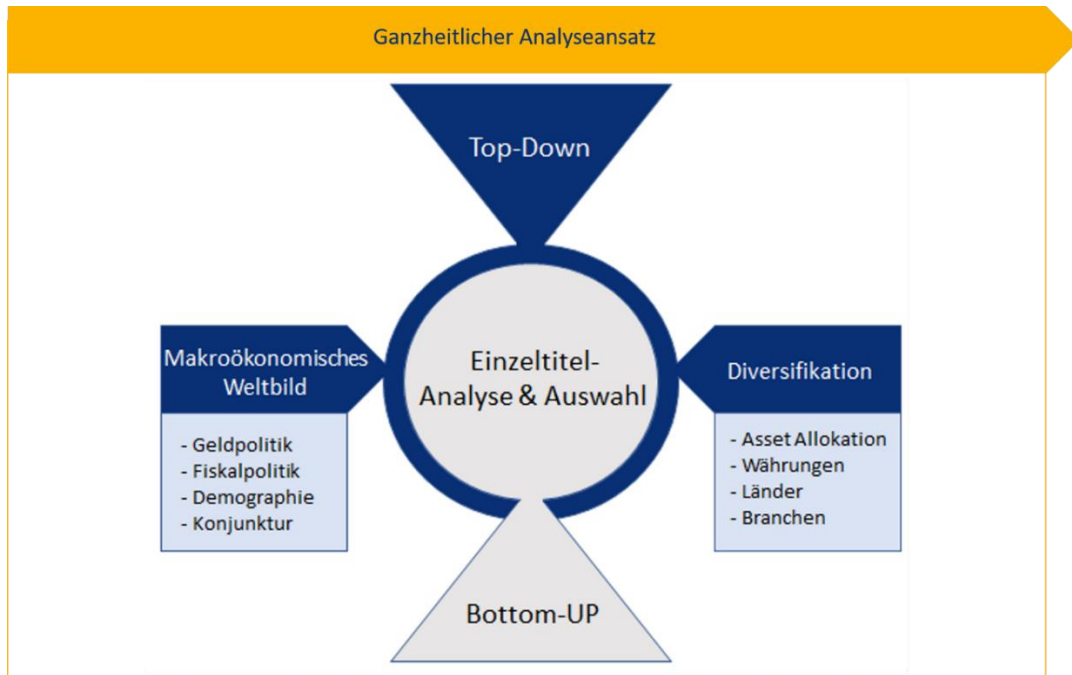 Ganzheitlicher Analyseansatz
Top-Down
Makroökonomisches
Weltbild
- Geldpolitik
- Fiskalpolitik
- Demographie
- Konjunktur
Einzeltitel-
Analyse & Auswahl
Diversifikation
- Asset Allokation
- Währungen
- Länder
- Branchen
Bottom-UP